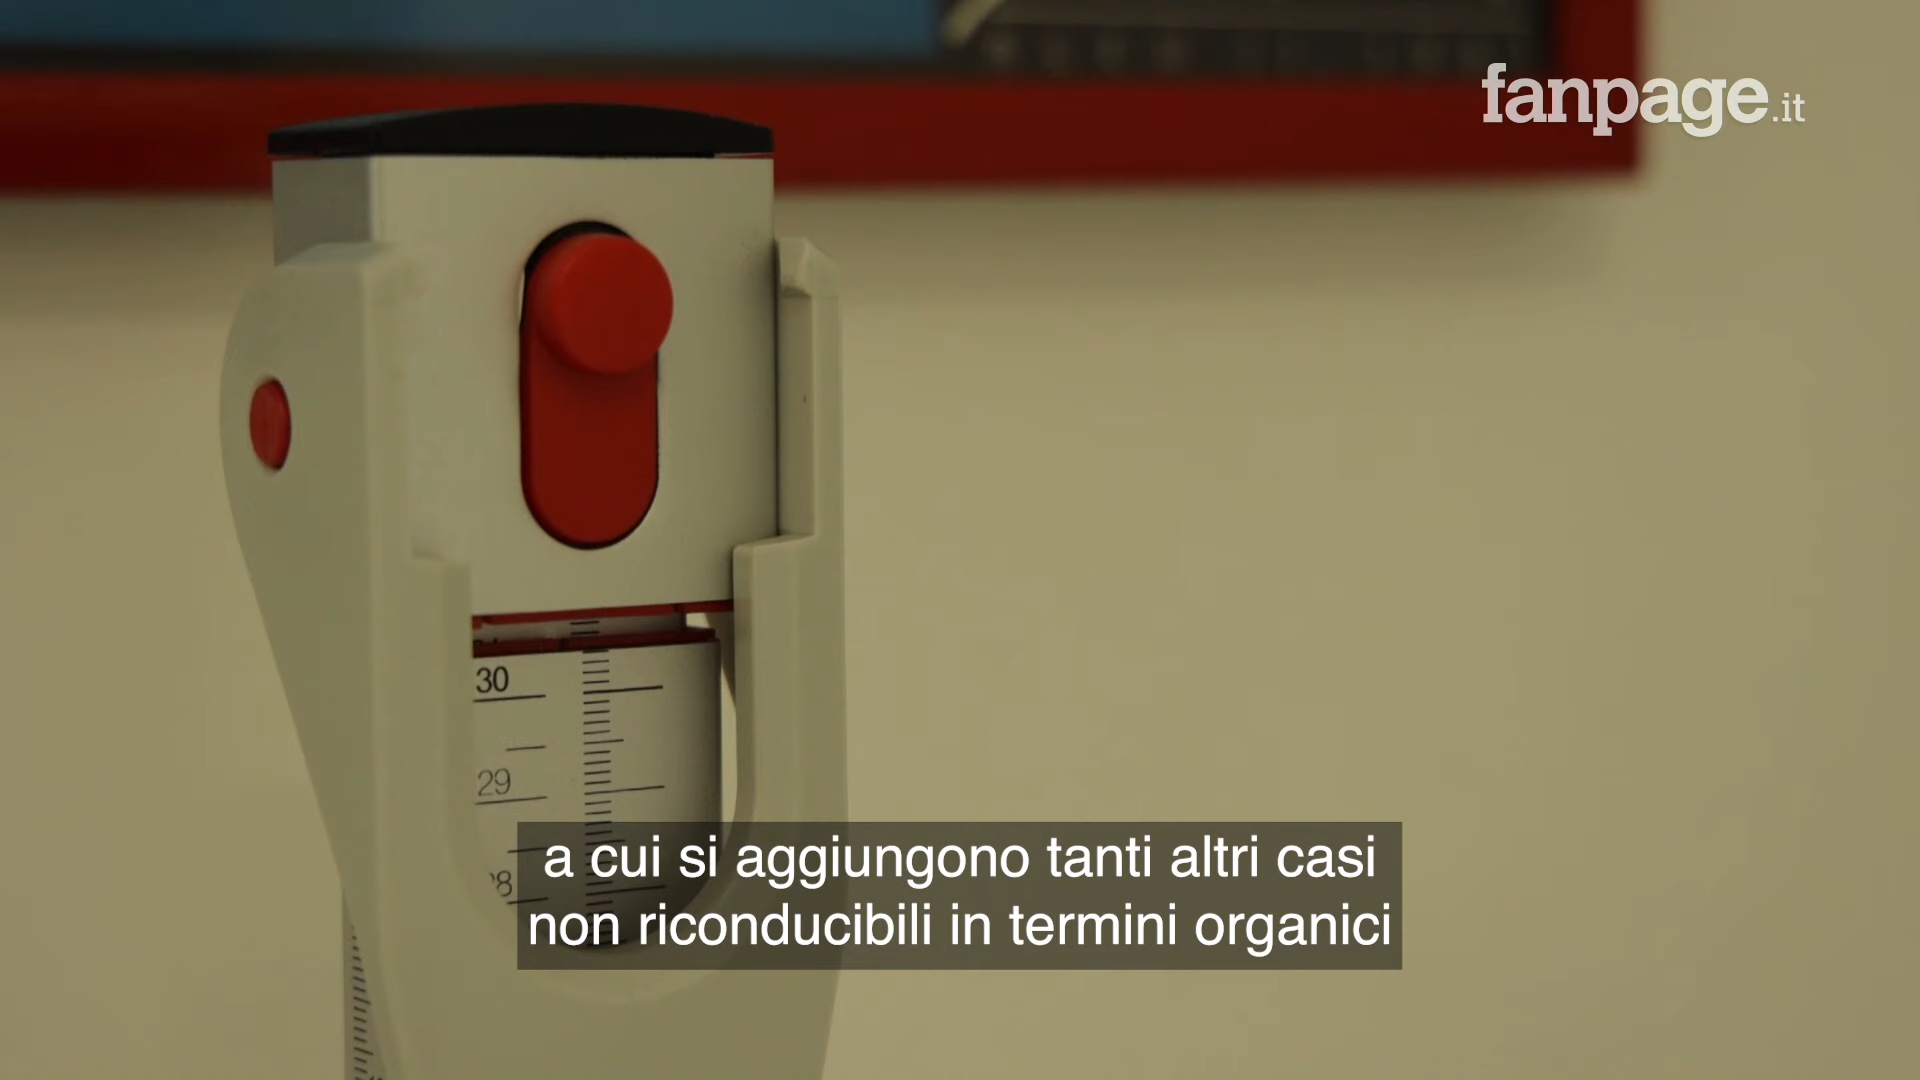 fanpage.it
30
29
a cui si aggiungono tanti altri casi
non riconducibili in termini organici